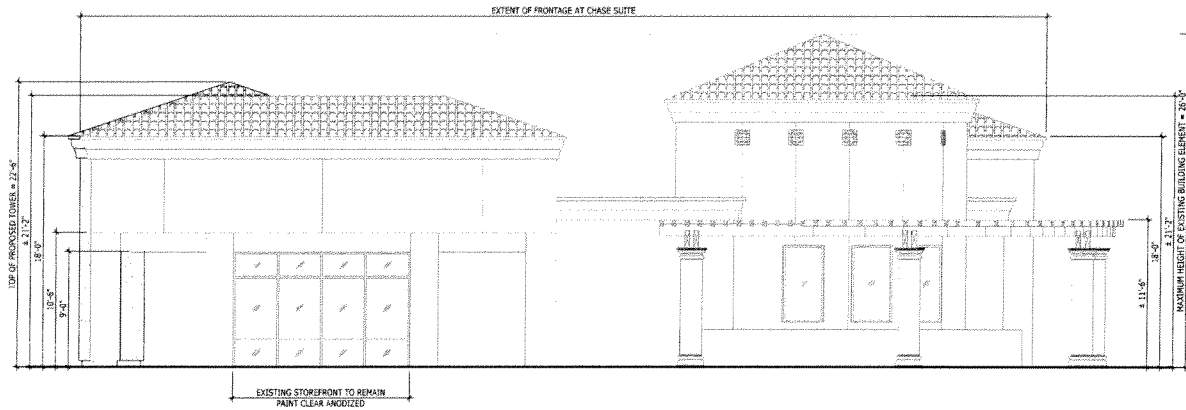 EXTENT OF FRONTAGE AT CHASE SUITE
TOP OF PROPOSED TOWER = 22'-6"
± 21'-2"
18'-0"
10'-6"
9'-0"
± 11'-6"
18'-0"
± 21'-2"
MAXIMUM HEIGHT OF EXISTING BUILDING ELEMENT = 26'-0"
EXISTING STOREFRONT TO REMAIN
PAINT CLEAR ANODIZED